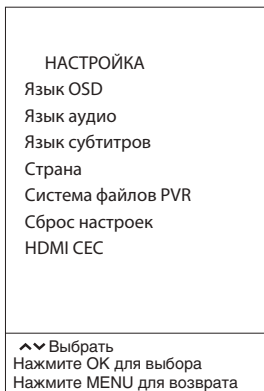 НАСТРОЙКА
Язык OSD
Язык аудио
Язык субтитров
Страна
Система файлов PVR
Сброс настроек
HDMI CEC
Выбрать
Нажмите OK для выбора
Нажмите MENU для возврата